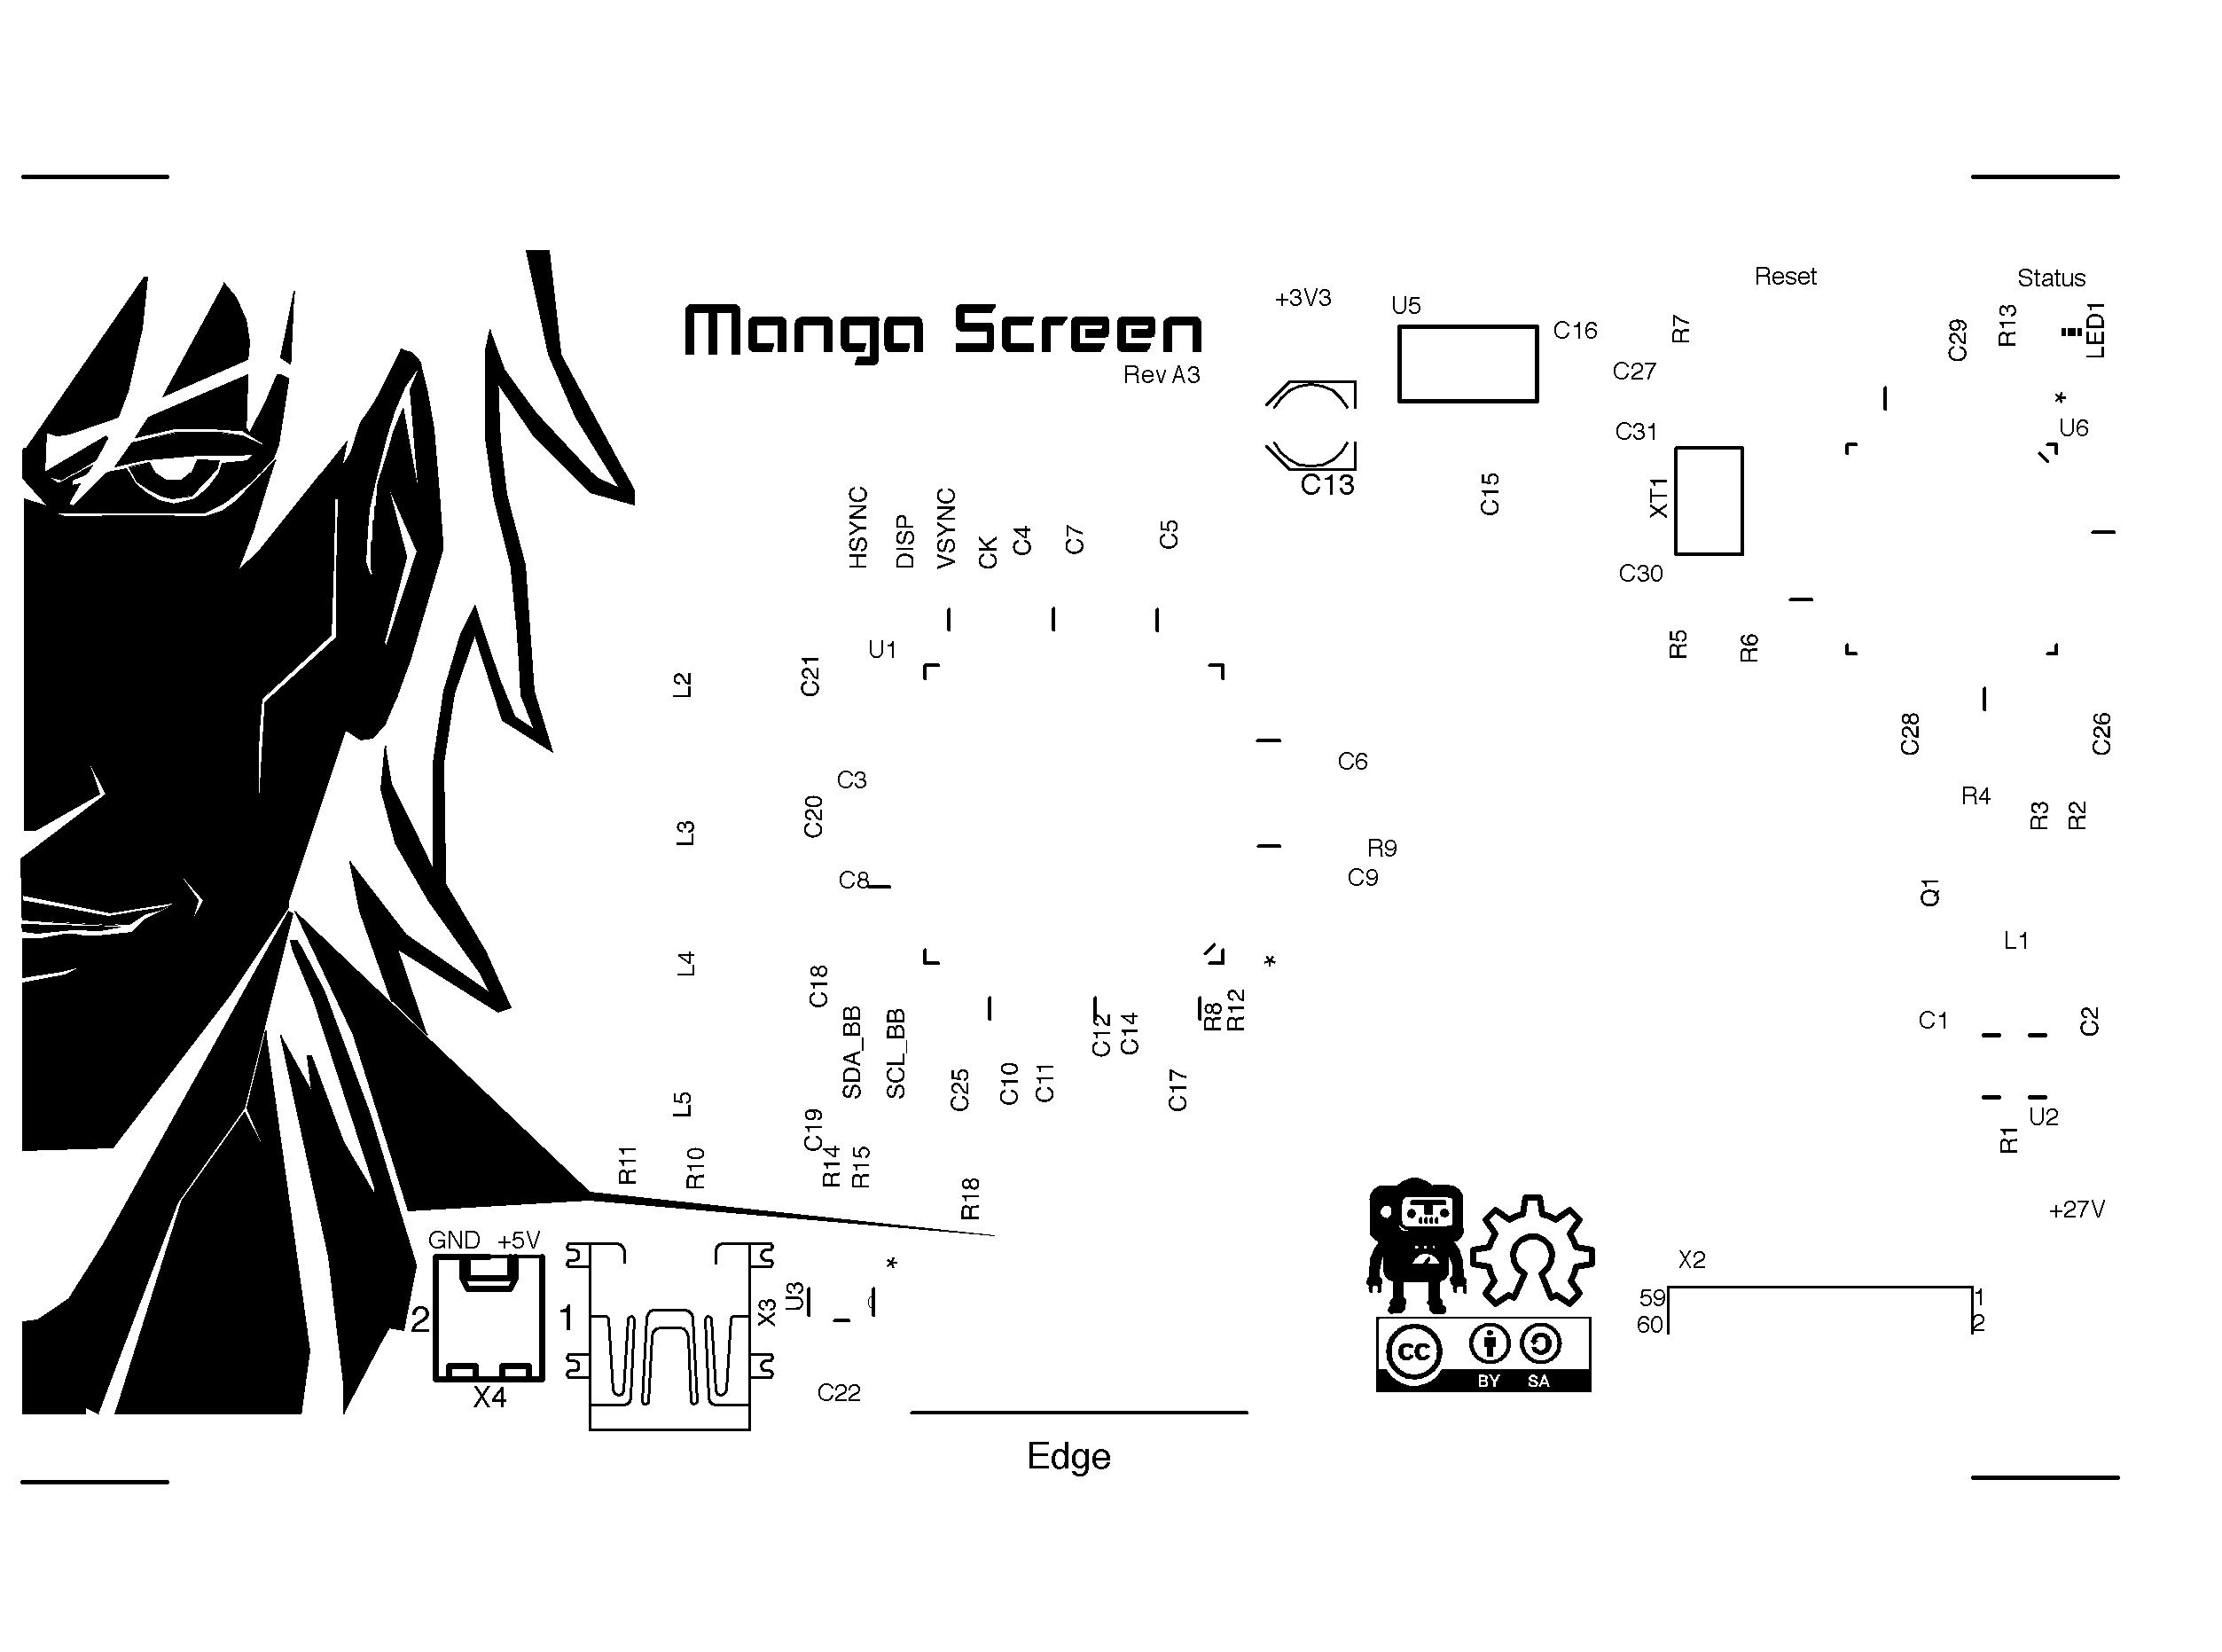 Manga Screen
Rev A3
+3V3
U5
C16
C27
R7
Reset
Status
C29
R13
LED1
*
U6
C31
XT1
C30
C13
C15
HSYNC
DISP
VSYNC
CK
C4
C7
C5
U1
L2
C21
C3
C20
L3
C8
L4
C18
C6
R9
C9
*
R5
R6
C28
C26
R4
R3
R2
Q1
L1
C1
C2
U2
R1
+27V
SDA_BB
SCL_BB
C25
C10
C11
C12
C14
C17
R8
R12
L5
C19
R11
R10
R14
R15
R18
GND +5V
2
1
X4
X3
U3
*
C22
Edge
X2
59
60
1
2
cc
BY SA